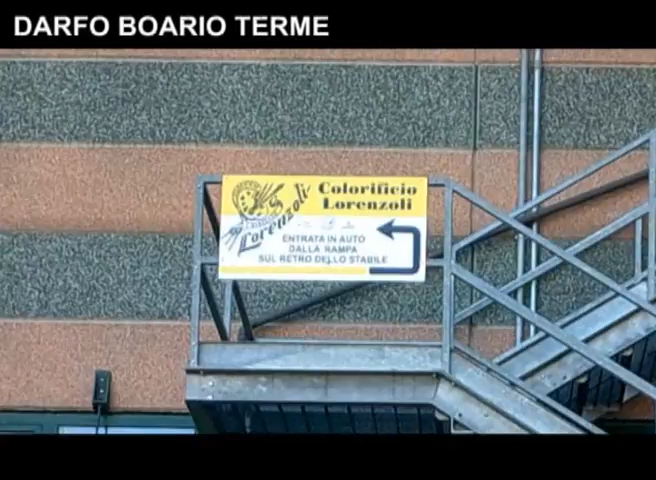 DARFO BOARIO TERME
Colorificio
Lorenzoli
Lorenzoli
ENTRATA IN AUTO
DALLA RAMPA
SUL RETRO DELLO STABILE